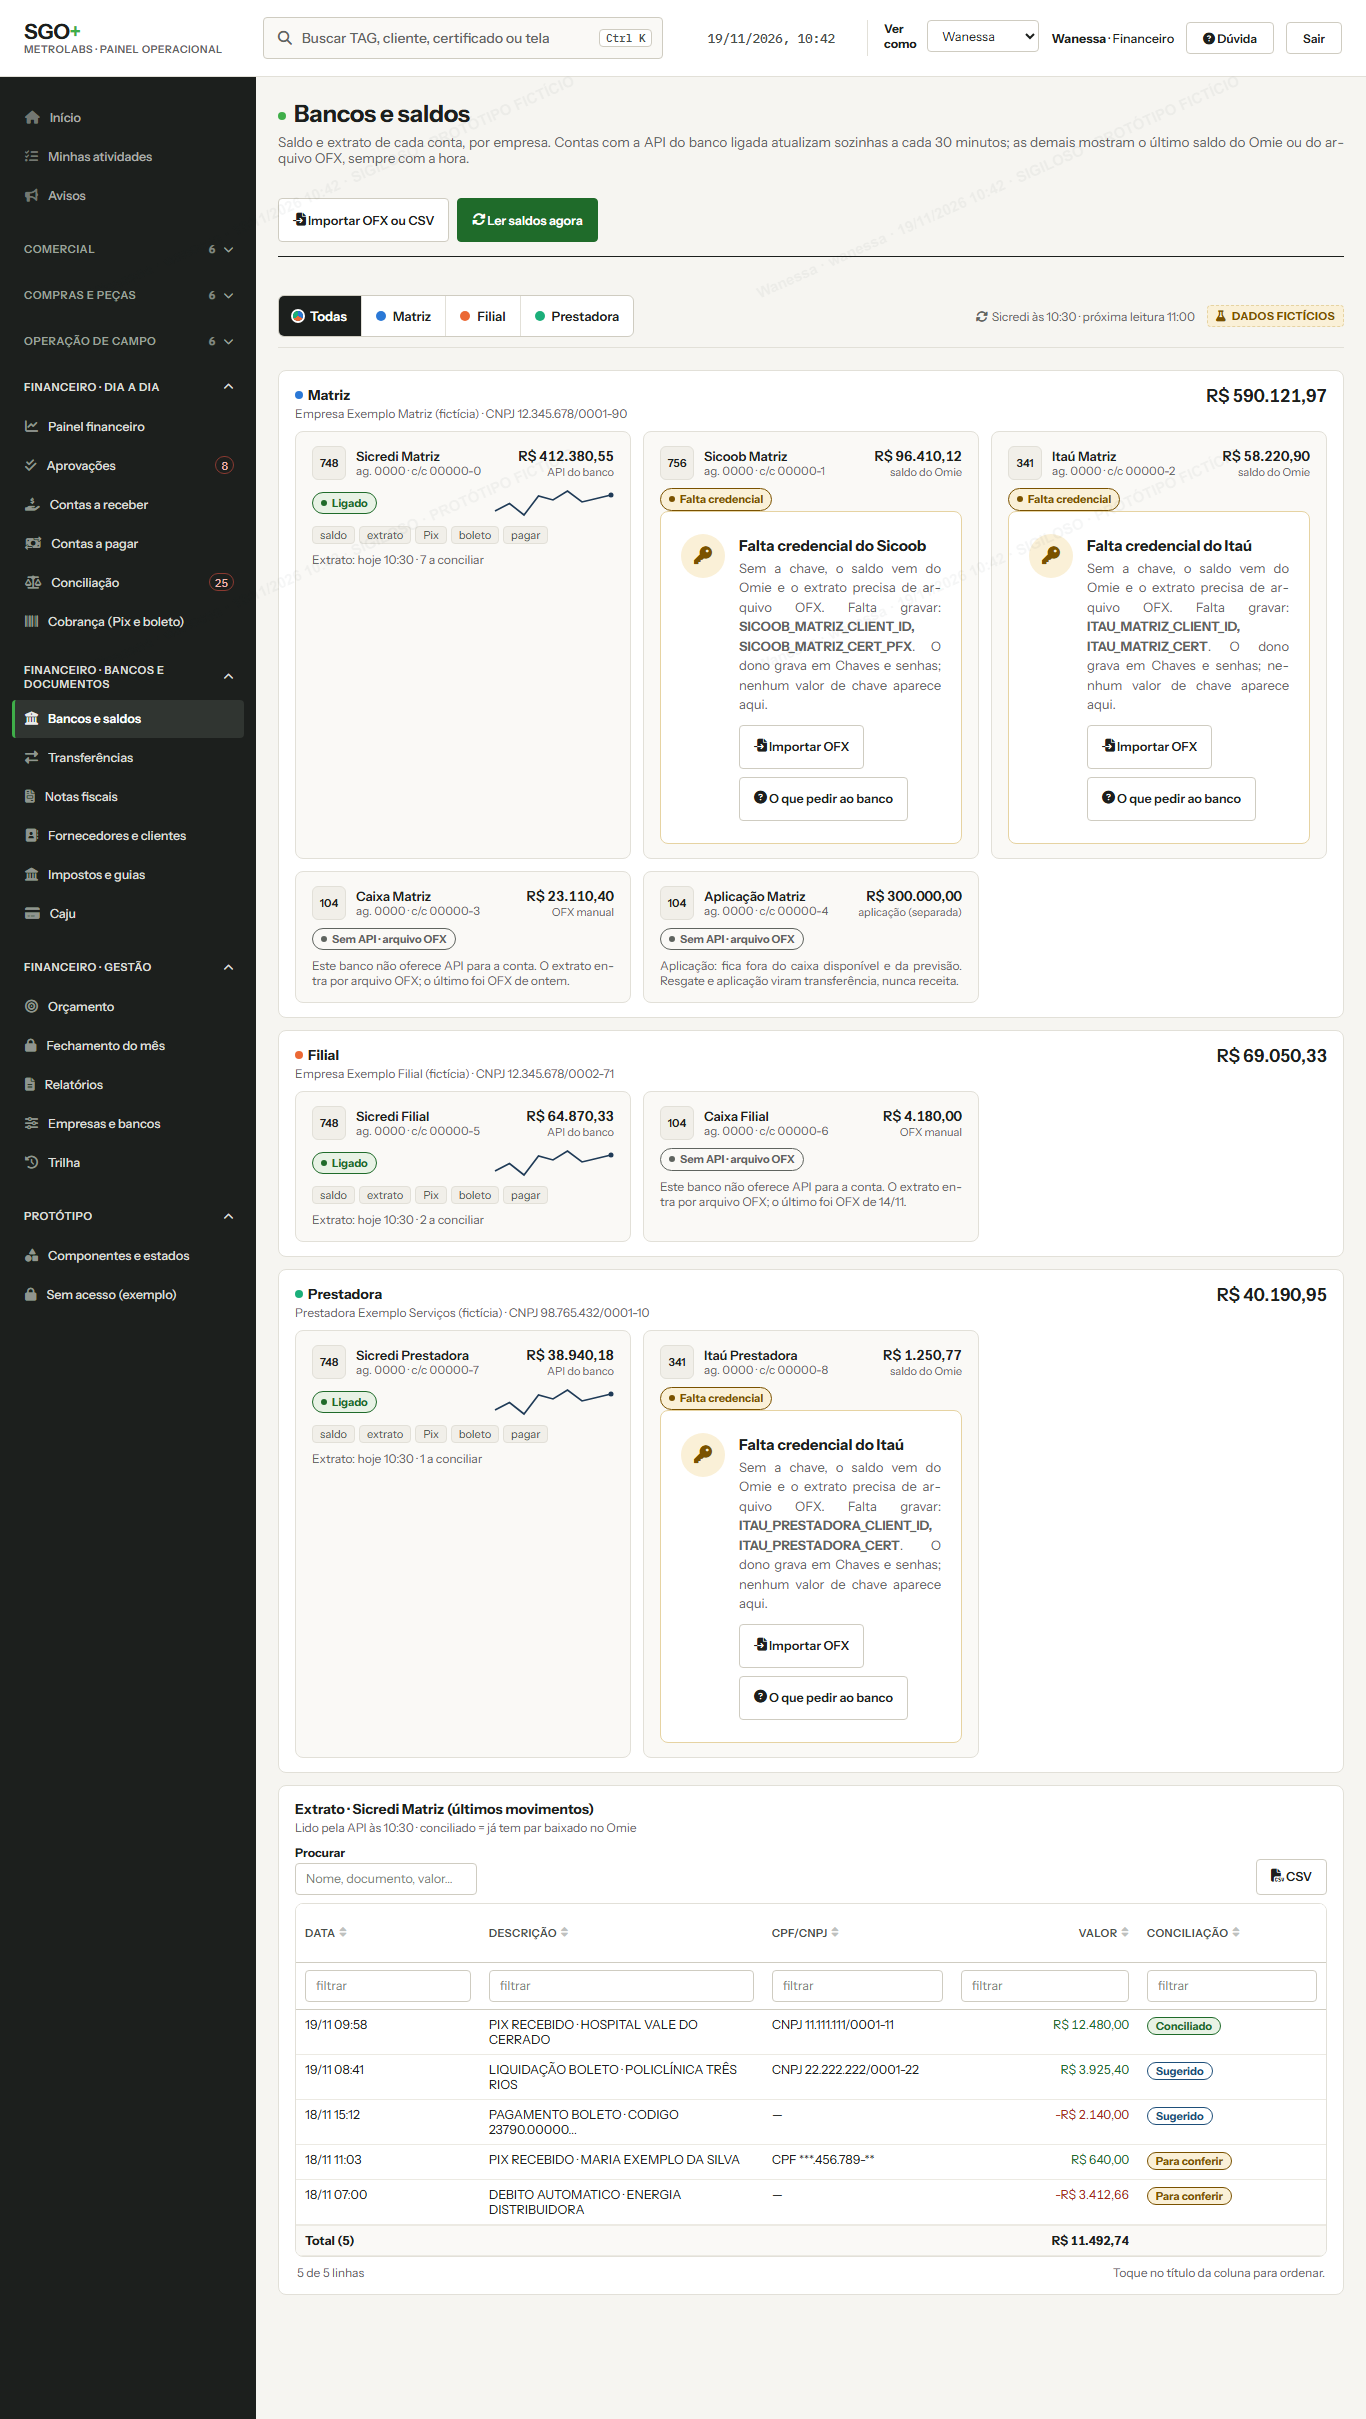 SGO+
METROLABS · PAINEL OPERACIONAL
Buscar TAG, cliente, certificado ou tela
Ctrl K
19/11/2026, 10:42
Ver como
Wanessa
Wanessa · Financeiro
Dúvida
Sair
Início
Minhas atividades
Avisos
COMERCIAL 6
COMPRAS E PEÇAS 6
OPERAÇÃO DE CAMPO 6
FINANCEIRO · DIA A DIA
Painel financeiro
Aprovações 8
Contas a receber
Contas a pagar
Conciliação 25
Cobrança (Pix e boleto)
FINANCEIRO · BANCOS E
DOCUMENTOS
Bancos e saldos
Transferências
Notas fiscais
Fornecedores e clientes
Impostos e guias
Caju
FINANCEIRO · GESTÃO
Orçamento
Fechamento do mês
Relatórios
Empresas e bancos
Trilha
PROTÓTIPO
Componentes e estados
Sem acesso (exemplo)
Bancos e saldos
Saldo e extrato de cada conta, por empresa. Contas com a API do banco ligada atualizam sozinhas a cada 30 minutos; as demais mostram o último saldo do Omie ou do ar-
quivo OFX, sempre com a hora.
Importar OFX ou CSV
Ler saldos agora
Wanessa - Wanessa - 19/11/2026 10:42 - SIGILOSO - PROTÓTIPO FICTÍCIO
Todas
Matriz
Filial
Prestadora
Sicredi às 10:30 · próxima leitura 11:00
DADOS FICTÍCIOS
Matriz
R$ 590.121,97
Empresa Exemplo Matriz (fictícia) · CNPJ 12.345.678/0001-90
748
Sicredi Matriz
R$ 412.380,55
ag. 0000 · c/c 00000-0
API do banco
Ligado
saldo extrato Pix boleto pagar
Extrato: hoje 10:30 · 7 a conciliar
756
Sicoob Matriz
R$ 96.410,12
ag. 0000 · c/c 00000-1
saldo do Omie
Falta credencial
Falta credencial do Sicoob
Sem a chave, o saldo vem do
Omie e o extrato precisa de ar-
quivo OFX. Falta gravar:
SICOOB_MATRIZ_CLIENT_ID,
SICOOB_MATRIZ_CERT_PFX. O
dono grava em Chaves e senhas;
nenhum valor de chave aparece
aqui.
Importar OFX
O que pedir ao banco
341
Itaú Matriz
R$ 58.220,90
ag. 0000 · c/c 00000-2
saldo do Omie
Falta credencial
Falta credencial do Itaú
Sem a chave, o saldo vem do
Omie e o extrato precisa de ar-
quivo OFX. Falta gravar:
ITAU_MATRIZ_CLIENT_ID,
ITAU_MATRIZ_CERT. O dono
grava em Chaves e senhas; ne-
nhum valor de chave aparece
aqui.
Importar OFX
O que pedir ao banco
104
Caixa Matriz
R$ 23.110,40
ag. 0000 · c/c 00000-3
OFX manual
Sem API · arquivo OFX
Este banco não oferece API para a conta. O extrato en-
tra por arquivo OFX; o último foi OFX de ontem.
104
Aplicação Matriz
R$ 300.000,00
ag. 0000 · c/c 00000-4
aplicação (separada)
Sem API · arquivo OFX
Aplicação: fica fora do caixa disponível e da previsão.
Resgate e aplicação viram transferência, nunca receita.
Filial
R$ 69.050,33
Empresa Exemplo Filial (fictícia) · CNPJ 12.345.678/0002-71
748
Sicredi Filial
R$ 64.870,33
ag. 0000 · c/c 00000-5
API do banco
Ligado
saldo extrato Pix boleto pagar
Extrato: hoje 10:30 · 2 a conciliar
104
Caixa Filial
R$ 4.180,00
ag. 0000 · c/c 00000-6
OFX manual
Sem API · arquivo OFX
Este banco não oferece API para a conta. O extrato en-
tra por arquivo OFX; o último foi OFX de 14/11.
Prestadora
R$ 40.190,95
Prestadora Exemplo Serviços (fictícia) · CNPJ 98.765.432/0001-10
748
Sicredi Prestadora
R$ 38.940,18
ag. 0000 · c/c 00000-7
API do banco
Ligado
saldo extrato Pix boleto pagar
Extrato: hoje 10:30 · 1 a conciliar
341
Itaú Prestadora
R$ 1.250,77
ag. 0000 · c/c 00000-8
saldo do Omie
Falta credencial
Falta credencial do Itaú
Sem a chave, o saldo vem do
Omie e o extrato precisa de ar-
quivo OFX. Falta gravar:
ITAU_PRESTADORA_CLIENT_ID,
ITAU_PRESTADORA_CERT. O
dono grava em Chaves e senhas;
nenhum valor de chave aparece
aqui.
Importar OFX
O que pedir ao banco
Extrato · Sicredi Matriz (últimos movimentos)
Lido pela API às 10:30 · conciliado = já tem par baixado no Omie
Procurar
Nome, documento, valor...
CSV
DATA DESCRIÇÃO CPF/CNPJ VALOR CONCILIAÇÃO
filtrar filtrar filtrar filtrar filtrar
19/11 09:58 PIX RECEBIDO · HOSPITAL VALE DO CERRADO CNPJ 11.111.111/0001-11 R$ 12.480,00 Conciliado
19/11 08:41 LIQUIDAÇÃO BOLETO · POLICLÍNICA TRÊS RIOS CNPJ 22.222.222/0001-22 R$ 3.925,40 Sugerido
18/11 15:12 PAGAMENTO BOLETO · CODIGO 23790.00000... — -R$ 2.140,00 Sugerido
18/11 11:03 PIX RECEBIDO · MARIA EXEMPLO DA SILVA CPF ***.456.789-** R$ 640,00 Para conferir
18/11 07:00 DEBITO AUTOMATICO · ENERGIA DISTRIBUIDORA — -R$ 3.412,66 Para conferir
Total (5) R$ 11.492,74
5 de 5 linhas
Toque no título da coluna para ordenar.